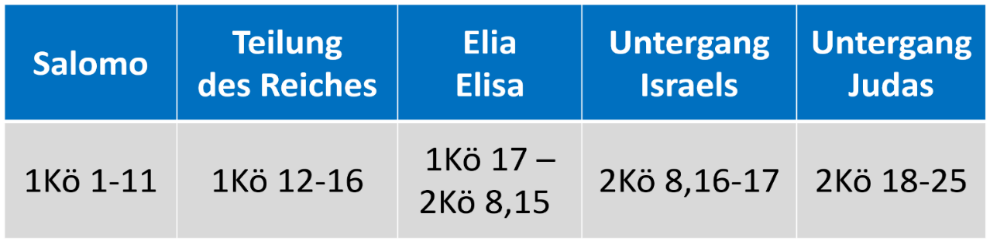 Salomo
Teilung
des Reiches
Elia
Elisa
Untergang
Israels
Untergang
Judas
1Kö 1-11
1Kö 12-16
1Kö 17 –
2Kö 8,15
2Kö 8,16-17
2Kö 18-25